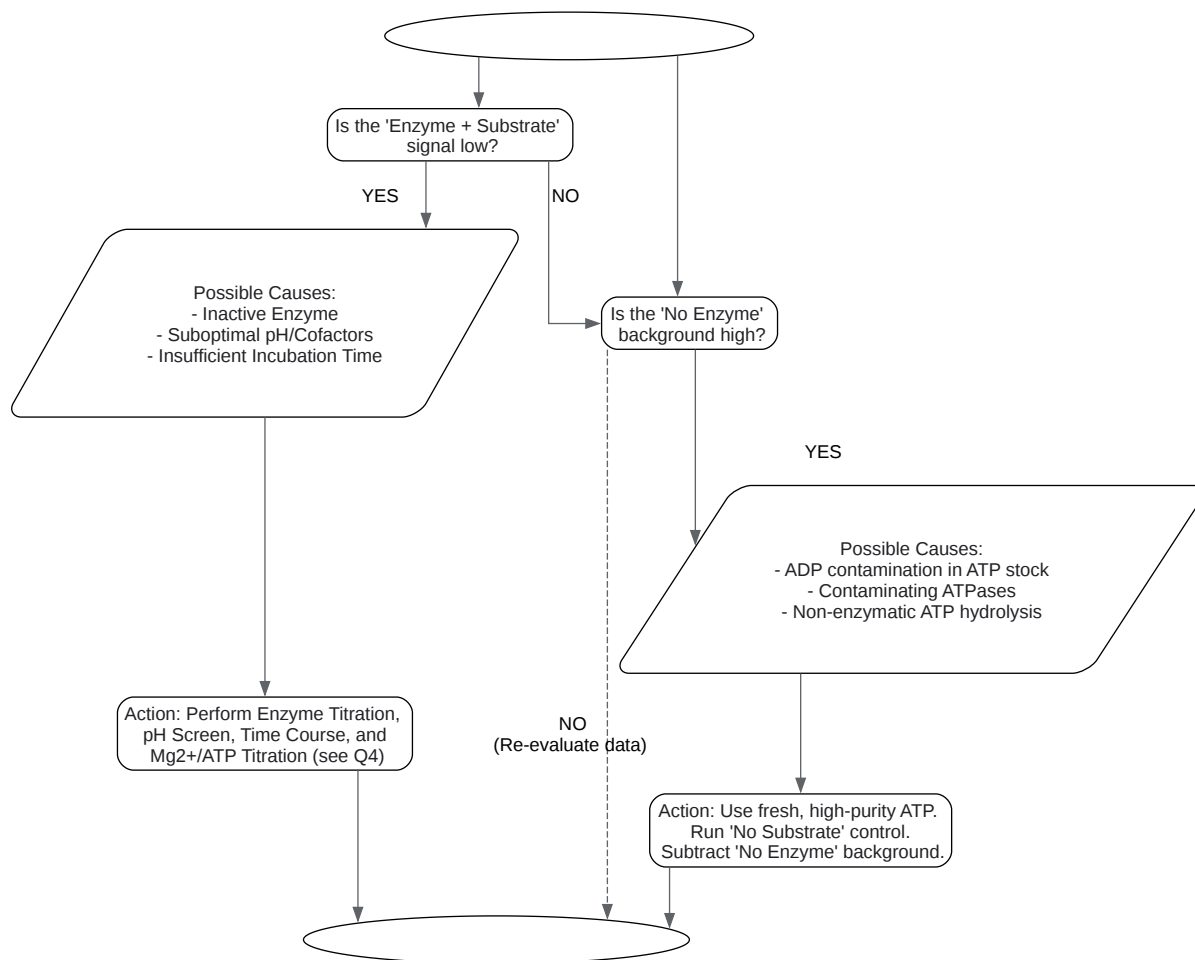 Is the 'Enzyme + Substrate'
signal low?
YES
NO
Possible Causes:
- Inactive Enzyme
- Suboptimal pH/Cofactors
- Insufficient Incubation Time
Is the 'No Enzyme'
background high?
YES
Possible Causes:
- ADP contamination in ATP stock
- Contaminating ATPases
- Non-enzymatic ATP hydrolysis
Action: Perform Enzyme Titration,
pH Screen, Time Course, and
Mg2+/ATP Titration (see Q4)
NO
(Re-evaluate data)
Action: Use fresh, high-purity ATP.
Run 'No Substrate' control.
Subtract 'No Enzyme' background.